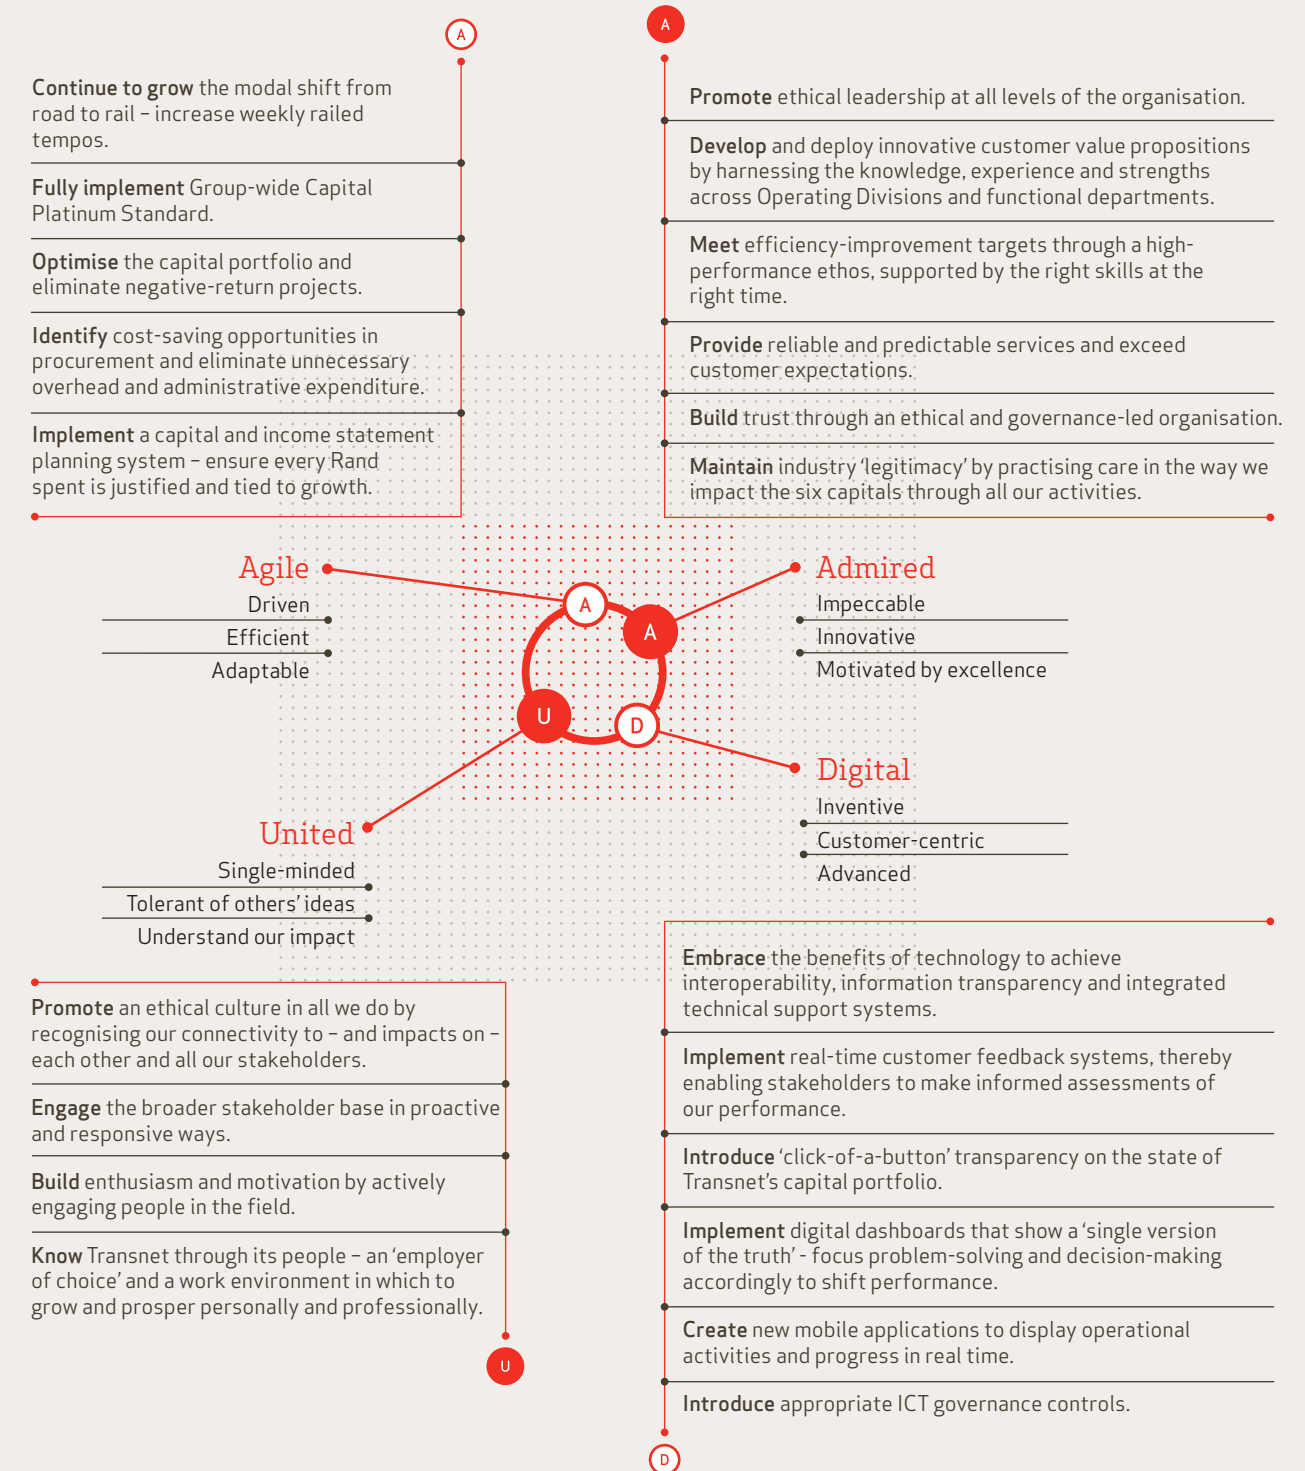 A
Continue to grow the modal shift from
road to rail – increase weekly railed
tempos.
Fully implement Group-wide Capital
Platinum Standard.
Optimise the capital portfolio and
eliminate negative-return projects.
Identify cost-saving opportunities in
procurement and eliminate unnecessary
overhead and administrative expenditure.
Implement a capital and income statement
planning system – ensure every Rand
spent is justified and tied to growth.
A
Promote ethical leadership at all levels of the organisation.
Develop and deploy innovative customer value propositions
by harnessing the knowledge, experience and strengths
across Operating Divisions and functional departments.
Meet efficiency-improvement targets through a high-
performance ethos, supported by the right skills at the
right time.
Provide reliable and predictable services and exceed
customer expectations.
Build trust through an ethical and governance-led organisation.
Maintain industry ‘legitimacy’ by practising care in the way we
impact the six capitals through all our activities.
Agile
Driven
Efficient
Adaptable
A
A
U
D
Admired
Impeccable
Innovative
Motivated by excellence
United
Single-minded
Tolerant of others’ ideas
Understand our impact
Digital
Inventive
Customer-centric
Advanced
Promote an ethical culture in all we do by
recognising our connectivity to – and impacts on –
each other and all our stakeholders.
Engage the broader stakeholder base in proactive
and responsive ways.
Build enthusiasm and motivation by actively
engaging people in the field.
Know Transnet through its people – an ‘employer
of choice’ and a work environment in which to
grow and prosper personally and professionally.
U
Embrace the benefits of technology to achieve
interoperability, information transparency and integrated
technical support systems.
Implement real-time customer feedback systems, thereby
enabling stakeholders to make informed assessments of
our performance.
Introduce ‘click-of-a-button’ transparency on the state of
Transnet’s capital portfolio.
Implement digital dashboards that show a ‘single version
of the truth’ - focus problem-solving and decision-making
accordingly to shift performance.
Create new mobile applications to display operational
activities and progress in real time.
Introduce appropriate ICT governance controls.
D